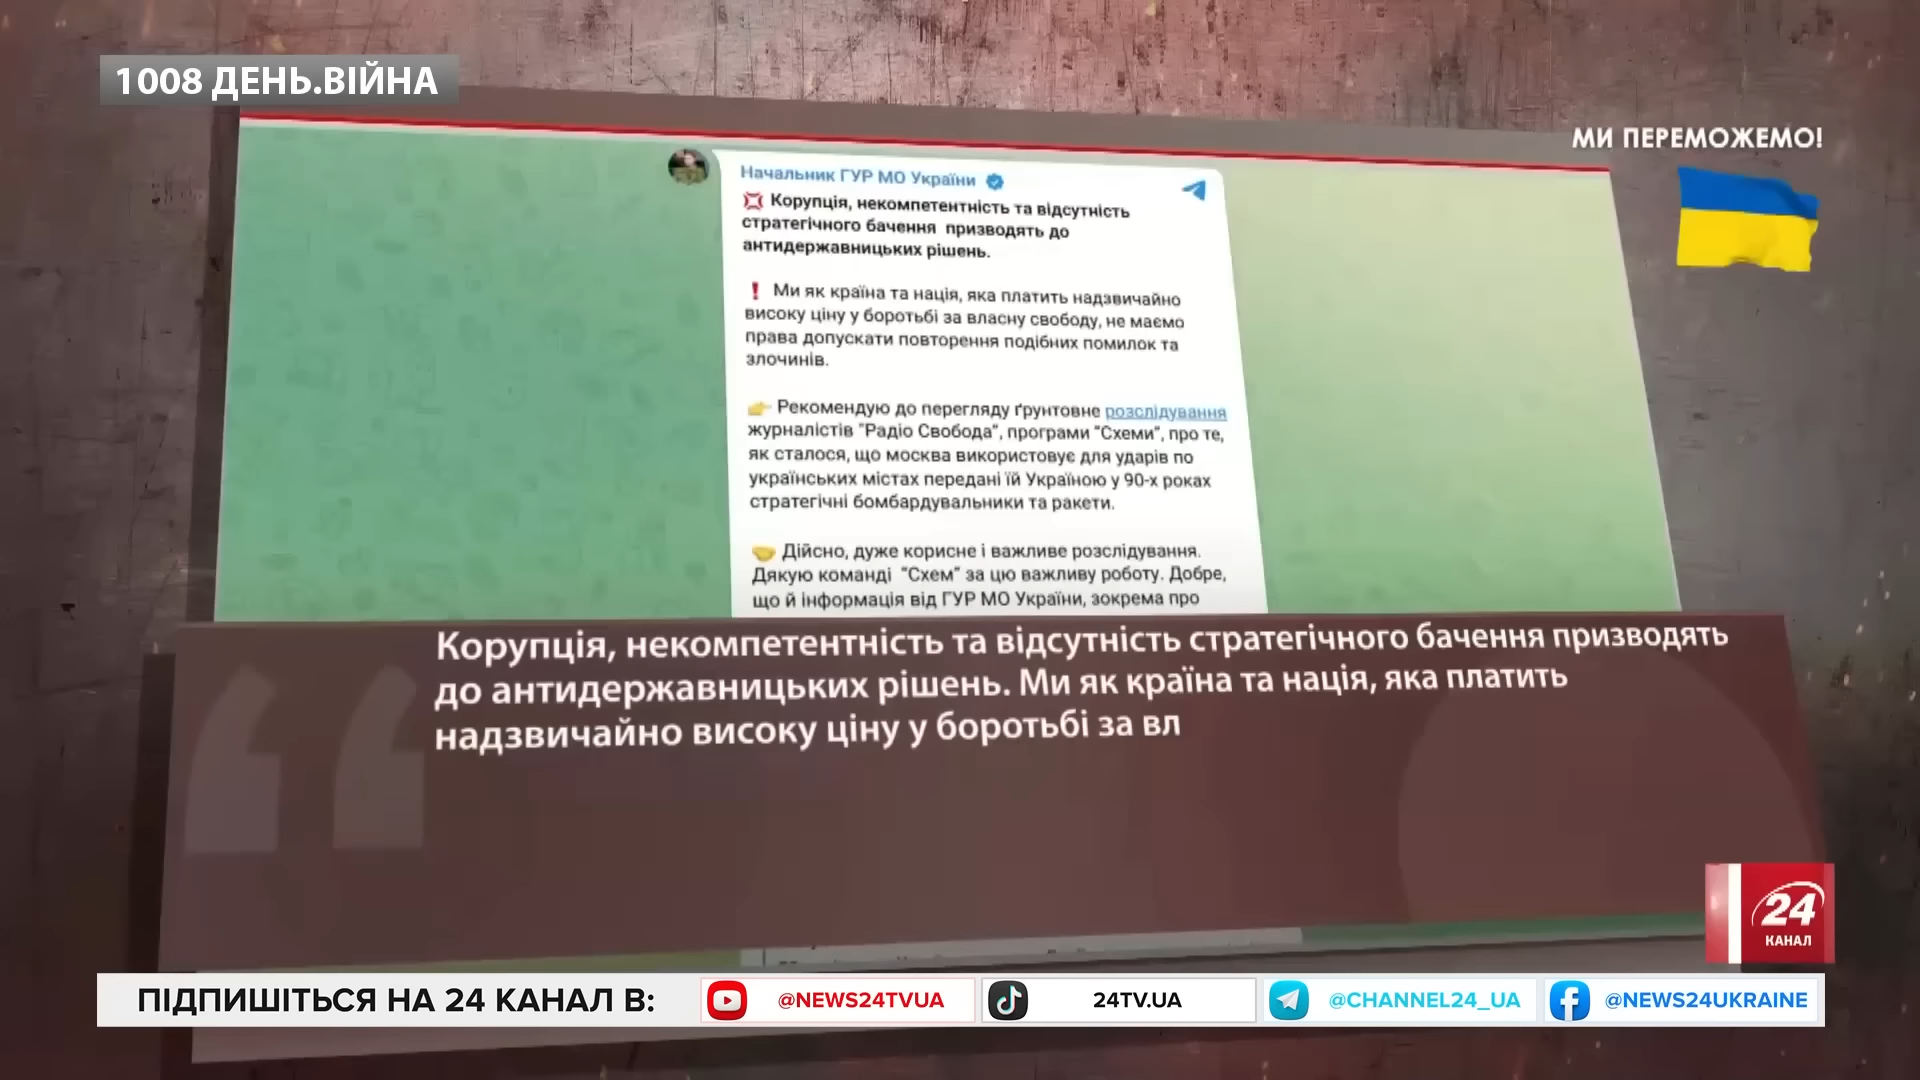 1008 ДЕНЬ.ВІЙНА
МИ ПЕРЕМОЖЕМО!
Начальник ГУР МО України
Корупція, некомпетентність та відсутність
стратегічного бачення призводять до
антидержавницьких рішень.
Ми як країна та нація, яка платить надзвичайно
високу ціну у боротьбі за власну свободу, не маємо
права допускати повторення подібних помилок та
злочинів.
Рекомендую до перегляду ґрунтовне розслідування
журналістів "Радіо Свобода", програми "Схеми", про те,
як сталося, що москва використовує для ударів по
українських містах передані їй Україною у 90-х роках
стратегічні бомбардувальники та ракети.
Дійсно, дуже корисне і важливе розслідування.
Дякую команді "Схем" за цю важливу роботу. Добре,
що й інформація від ГУР МО України, зокрема про
Корупція, некомпетентність та відсутність стратегічного бачення призводять
до антидержавницьких рішень. Ми як країна та нація, яка платить
надзвичайно високу ціну у боротьбі за вл
24
КАНАЛ
ПІДПИШІТЬСЯ НА 24 КАНАЛ В: @NEWS24TVUA 24TV.UA @CHANNEL24_UA @NEWS24UKRAINE